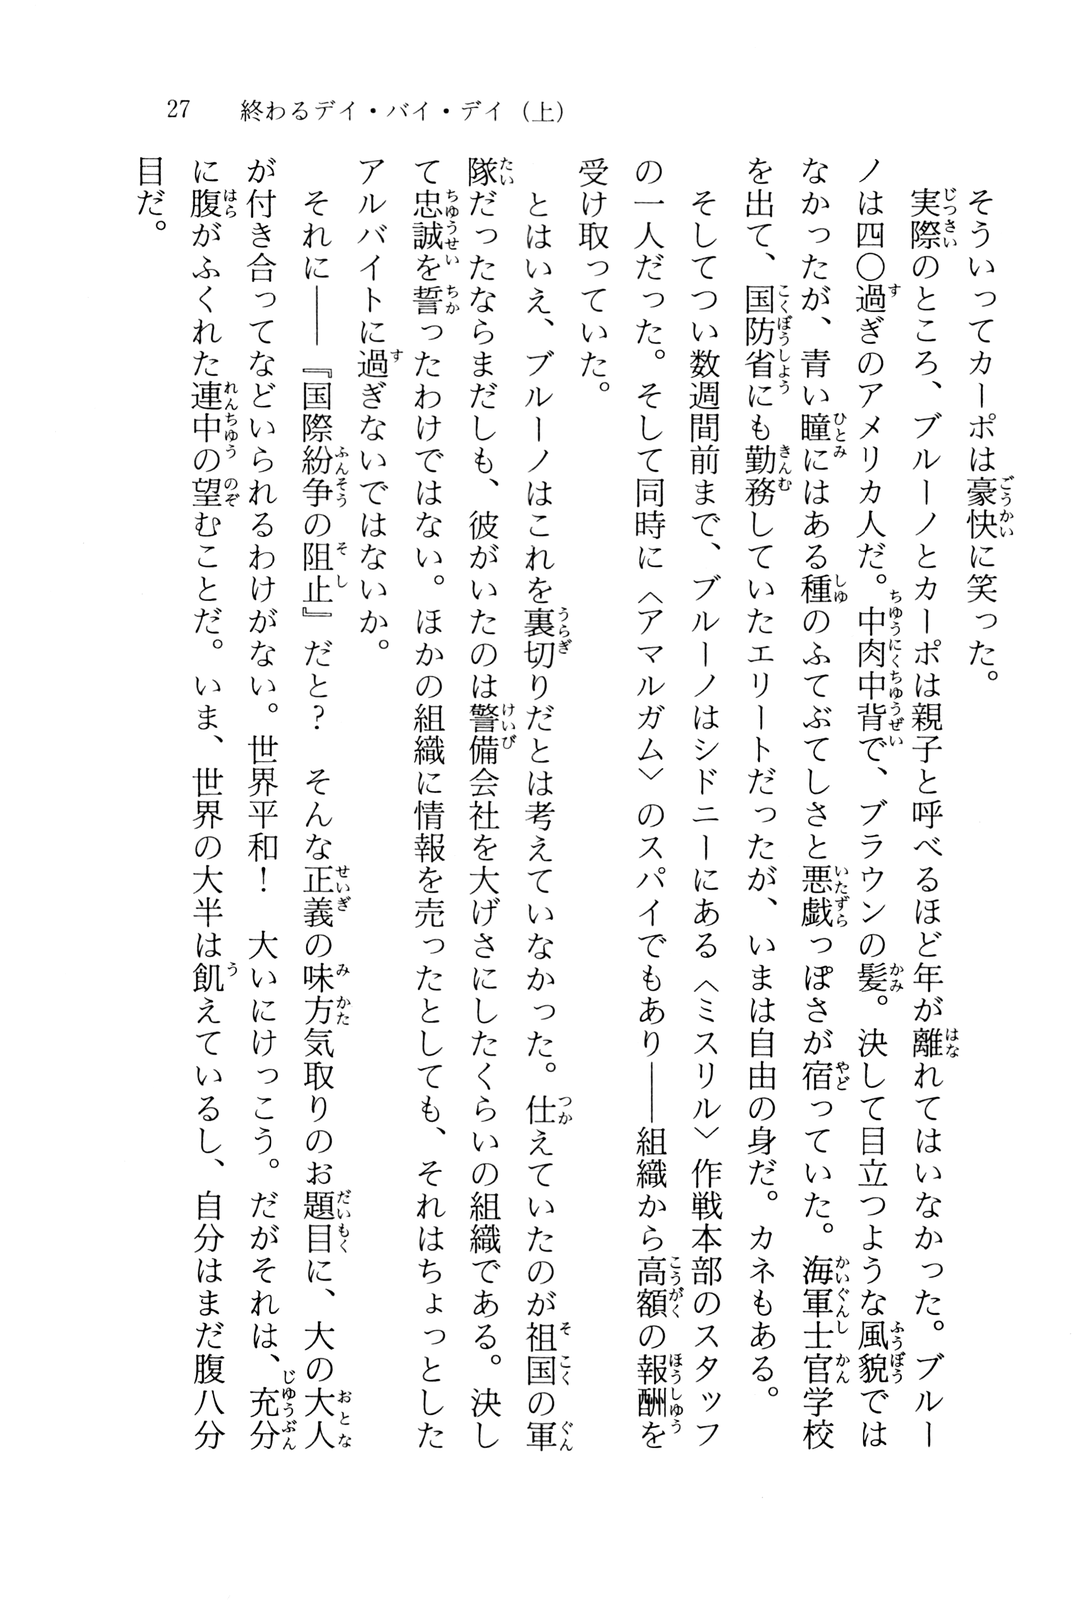 27　終わるデイ・バイ・デイ（上）
そういってカーポは豪快に笑った。
実際のところ、ブルーノとカーポは親子と呼べるほど年が離れてはいなかった。ブルー
ノは四〇過ぎのアメリカ人だ。中肉中背で、ブラウンの髪。決して目立つような風貌では
なかったが、青い瞳にはある種のふてぶてしさと悪戯っぽさが宿っていた。海軍士官学校
を出て、国防省にも勤務していたエリートだったが、いまは自由の身だ。カネもある。
そしてつい数週間前まで、ブルーノはシドニーにある〈ミスリル〉作戦本部のスタッフ
の一人だった。そして同時に〈アマルガム〉のスパイでもあり――組織から高額の報酬を
受け取っていた。
とはいえ、ブルーノはこれを裏切りだとは考えていなかった。仕えていたのが祖国の軍
隊だったならまだしも、彼がいたのは警備会社を大げさにしたくらいの組織である。決し
て忠誠を誓ったわけではない。ほかの組織に情報を売ったとしても、それはちょっとした
アルバイトに過ぎないではないか。
それに――『国際紛争の阻止』だと？　そんな正義の味方気取りのお題目に、大の大人
が付き合ってなどいられるわけがない。世界平和！　大いにけっこう。だがそれは、充分
に腹がふくれた連中の望むことだ。いま、世界の大半は飢えているし、自分はまだ腹八分
目だ。